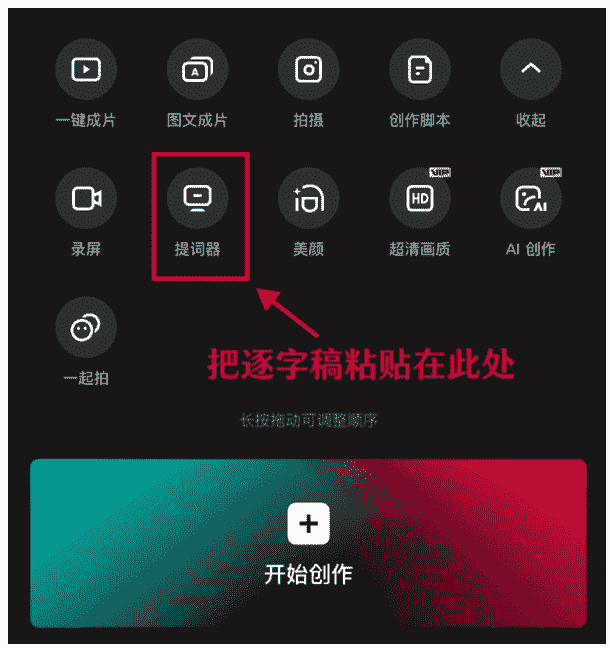 一键成片 图文成片 拍摄 创作脚本 收起
录屏 提词器 美颜 HD 超清画质 AI AI 创作
一起拍
把逐字稿粘贴在此处
长按拖动可调整顺序
开始创作